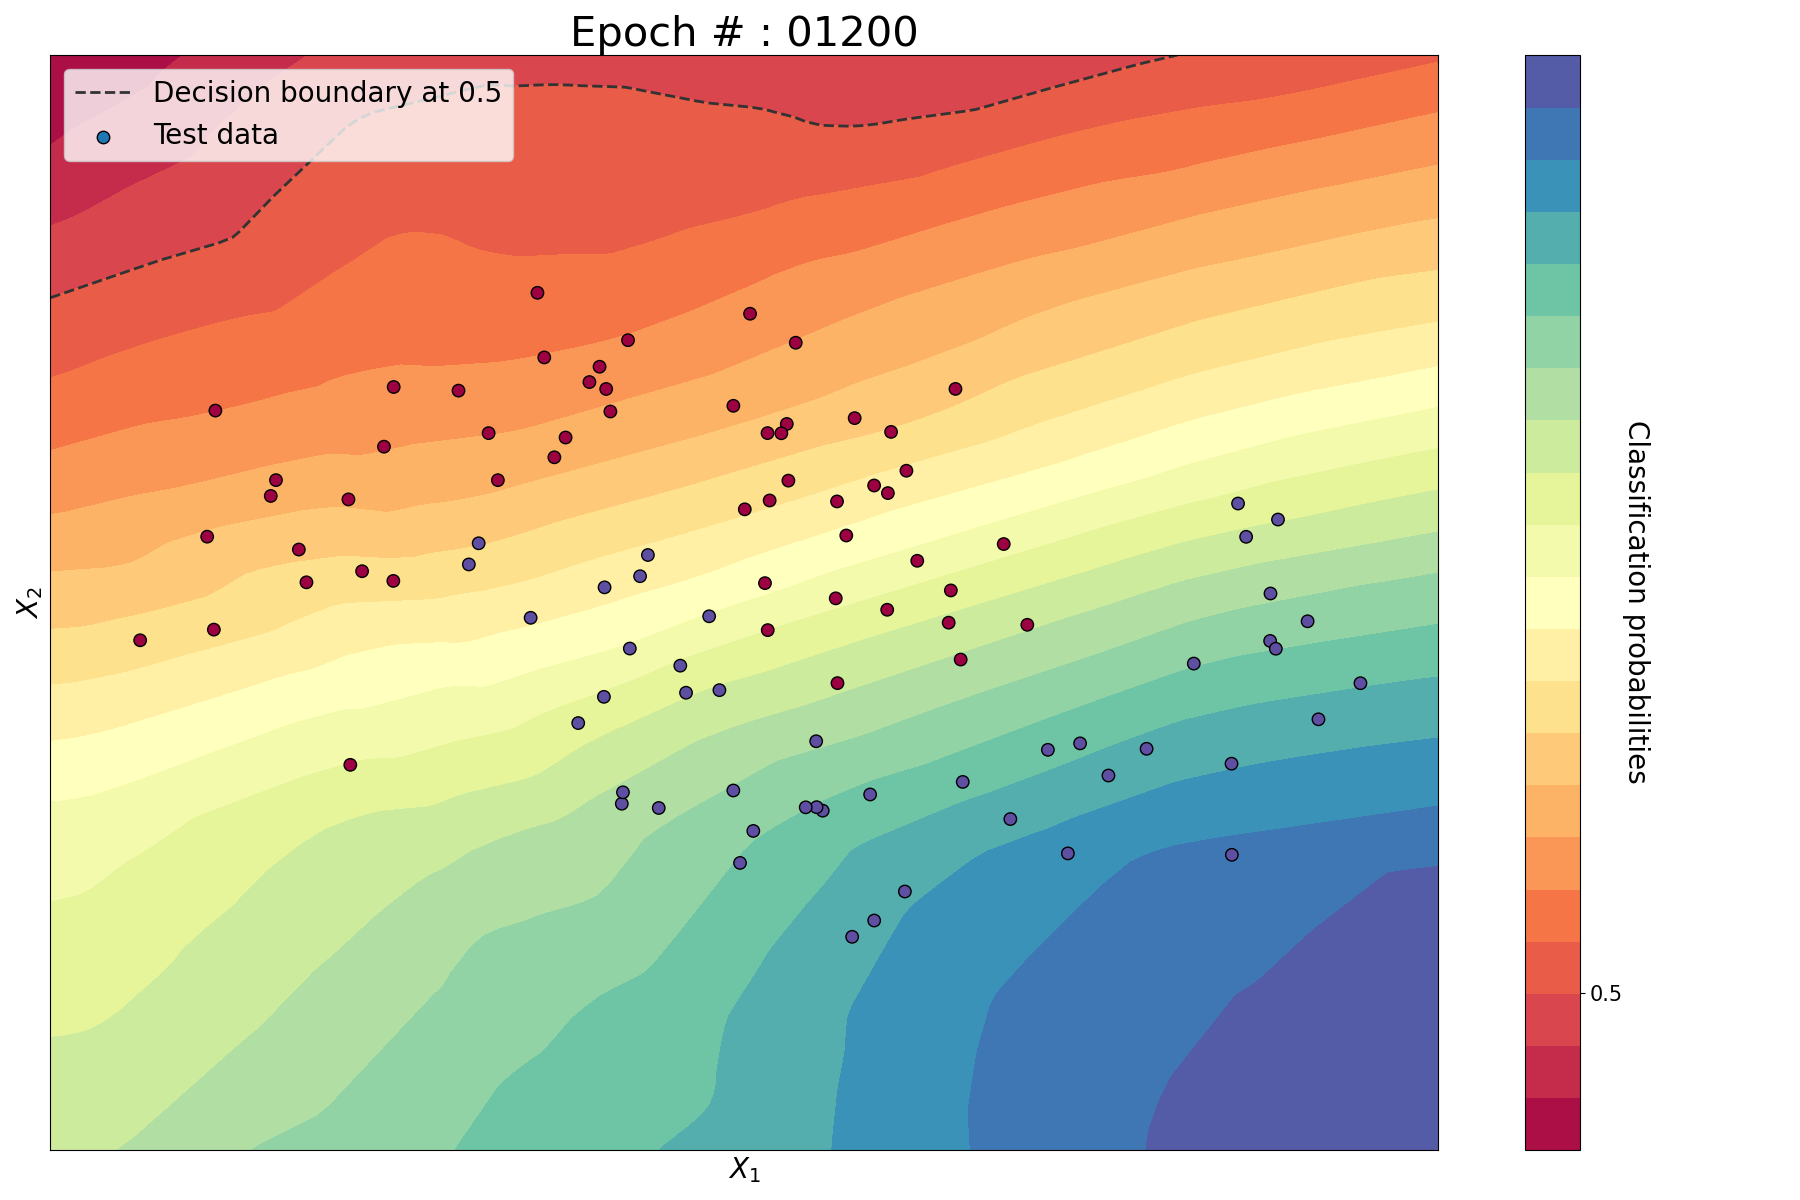 Epoch # : 01200
Decision boundary at 0.5
Test data
X₂
X₁
0.5
Classification probabilities